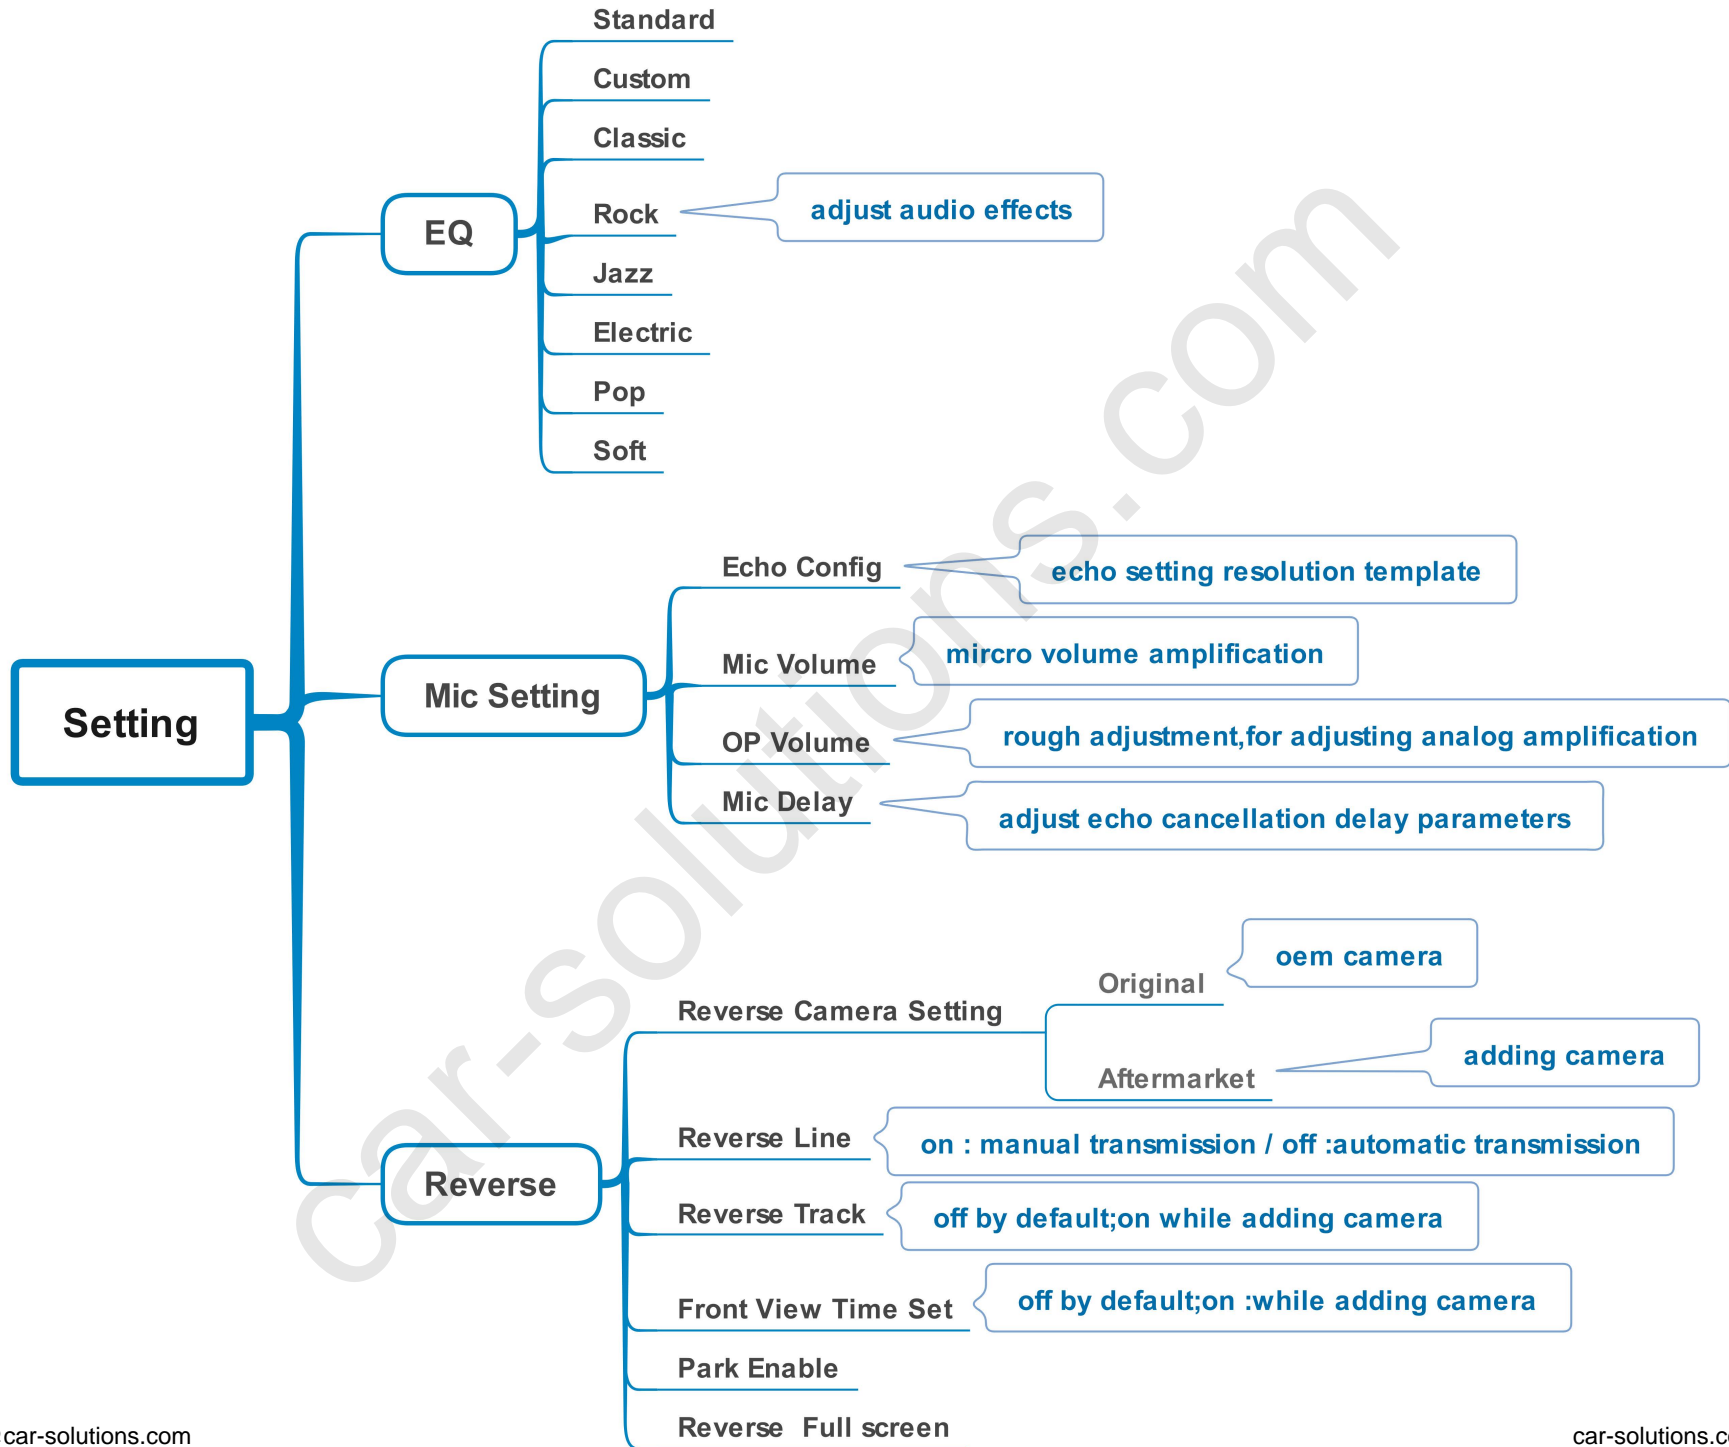 Standard
Custom
Classic
Rock
adjust audio effects
EQ
Jazz
Electric
Pop
Soft
Echo Config
echo setting resolution template
Mic Volume
mircro volume amplification
Setting
Mic Setting
OP Volume
rough adjustment,for adjusting analog amplification
Mic Delay
adjust echo cancellation delay parameters
Reverse
Reverse Camera Setting
Original
oem camera
Aftermarket
adding camera
Reverse Line
on : manual transmission / off :automatic transmission
Reverse Track
off by default;on while adding camera
Front View Time Set
off by default;on :while adding camera
Park Enable
Reverse Full screen
car-solutions.com
car-solutions.com
car-solutions.co